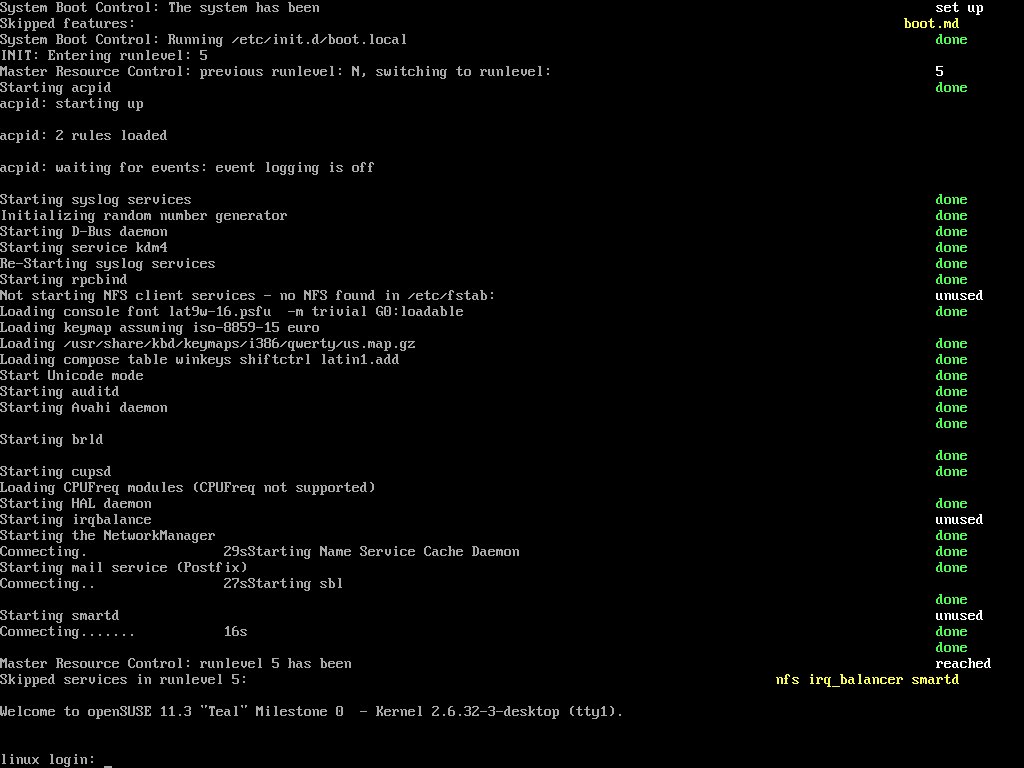 System Boot Control: The system has been set up
Skipped features: boot.md
System Boot Control: Running /etc/init.d/boot.local done
INIT: Entering runlevel: 5
Master Resource Control: previous runlevel: N, switching to runlevel: 5
Starting acpid done
acpid: starting up
acpid: 2 rules loaded
acpid: waiting for events: event logging is off
Starting syslog services done
Initializing random number generator done
Starting D-Bus daemon done
Starting service kdm4 done
Re-Starting syslog services done
Starting rpcbind done
Not starting NFS client services - no NFS found in /etc/fstab: unused
Loading console font lat9w-16.psfu  -m trivial G0:loadable done
Loading keymap assuming iso-8859-15 euro
Loading /usr/share/kbd/keymaps/i386/qwerty/us.map.gz done
Loading compose table winkeys shiftctrl latin1.add done
Start Unicode mode done
Starting auditd done
Starting Avahi daemon done
done
Starting brld
done
Starting cupsd done
Loading CPUFreq modules (CPUFreq not supported)
Starting HAL daemon done
Starting irqbalance unused
Starting the NetworkManager done
Connecting. 29sStarting Name Service Cache Daemon done
Starting mail service (Postfix) done
Connecting.. 27sStarting sbl
done
Starting smartd unused
Connecting....... 16s done
done
Master Resource Control: runlevel 5 has been reached
Skipped services in runlevel 5: nfs irq_balancer smartd
Welcome to openSUSE 11.3 "Teal" Milestone 0  - Kernel 2.6.32-3-desktop (tty1).
linux login: _